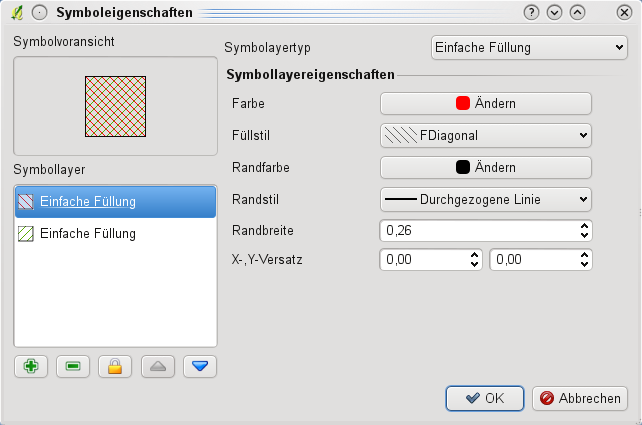 Symboleigenschaften
Symbolvoransicht
Symbollayer
Einfache Füllung
Einfache Füllung
Symbolayertyp
Einfache Füllung
Symbollayereigenschaften
Farbe
Ändern
Füllstil
FDiagonal
Randfarbe
Ändern
Randstil
Durchgezogene Linie
Randbreite
0,26
X-,Y-Versatz
0,00
0,00
OK
Abbrechen